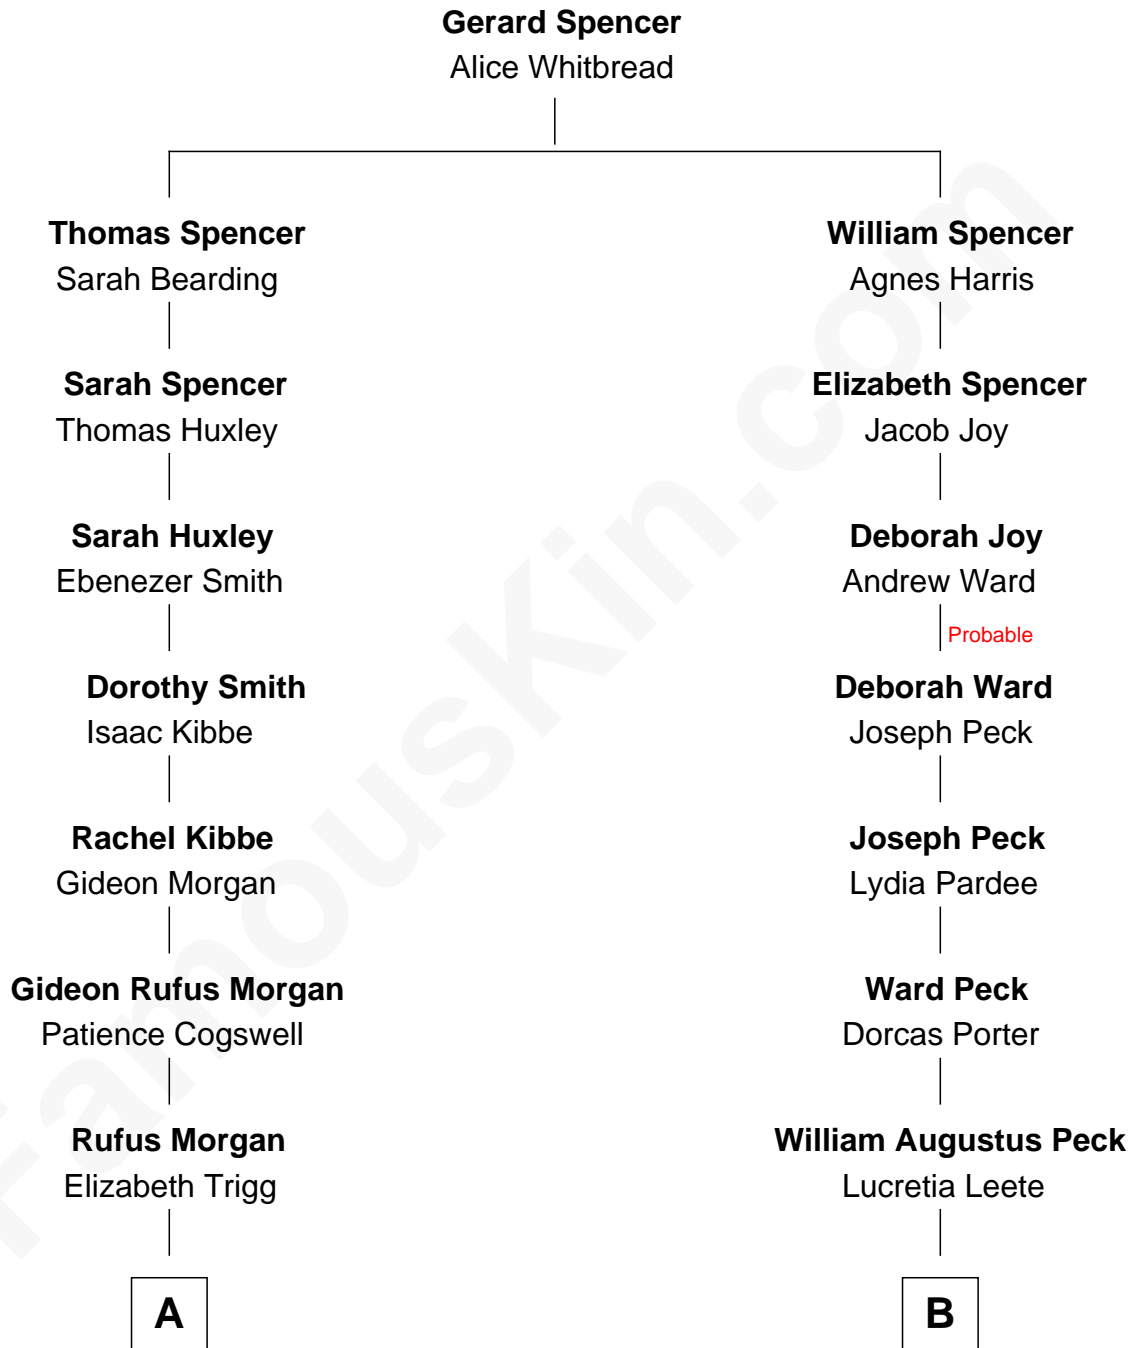 Gerard Spencer
Alice Whitbread
Thomas Spencer
Sarah Bearding
William Spencer
Agnes Harris
Sarah Spencer
Thomas Huxley
Elizabeth Spencer
Jacob Joy
Sarah Huxley
Ebenezer Smith
Deborah Joy
Andrew Ward
Probable
Dorothy Smith
Isaac Kibbe
Deborah Ward
Joseph Peck
Rachel Kibbe
Gideon Morgan
Joseph Peck
Lydia Pardee
Gideon Rufus Morgan
Patience Cogswell
Ward Peck
Dorcas Porter
Rufus Morgan
Elizabeth Trigg
William Augustus Peck
Lucretia Leete
A
B
FamousKin.com